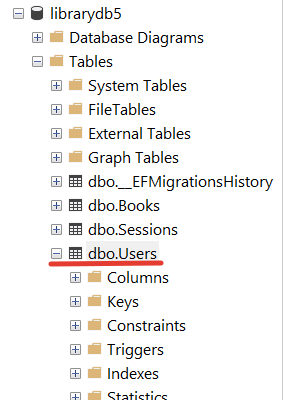 librarydb5
Database Diagrams
Tables
System Tables
FileTables
External Tables
Graph Tables
dbo.__EFMigrationsHistory
dbo.Books
dbo.Sessions
dbo.Users
Columns
Keys
Constraints
Triggers
Indexes
Statistics